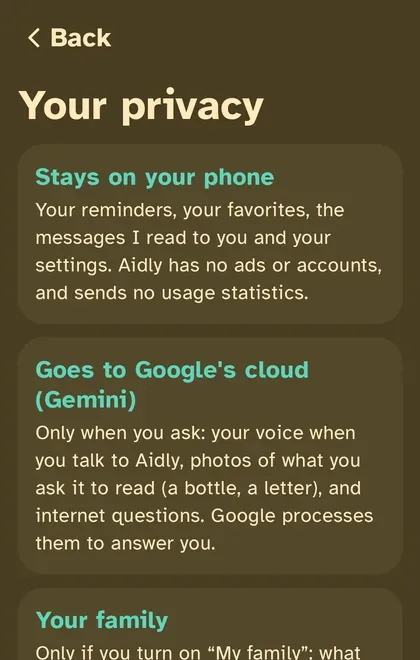 Back
Your privacy
Stays on your phone
Your reminders, your favorites, the
messages I read to you and your
settings. Aidly has no ads or accounts,
and sends no usage statistics.
Goes to Google's cloud
(Gemini)
Only when you ask: your voice when
you talk to Aidly, photos of what you
ask it to read (a bottle, a letter), and
internet questions. Google processes
them to answer you.
Your family
Only if you turn on “My family”: what